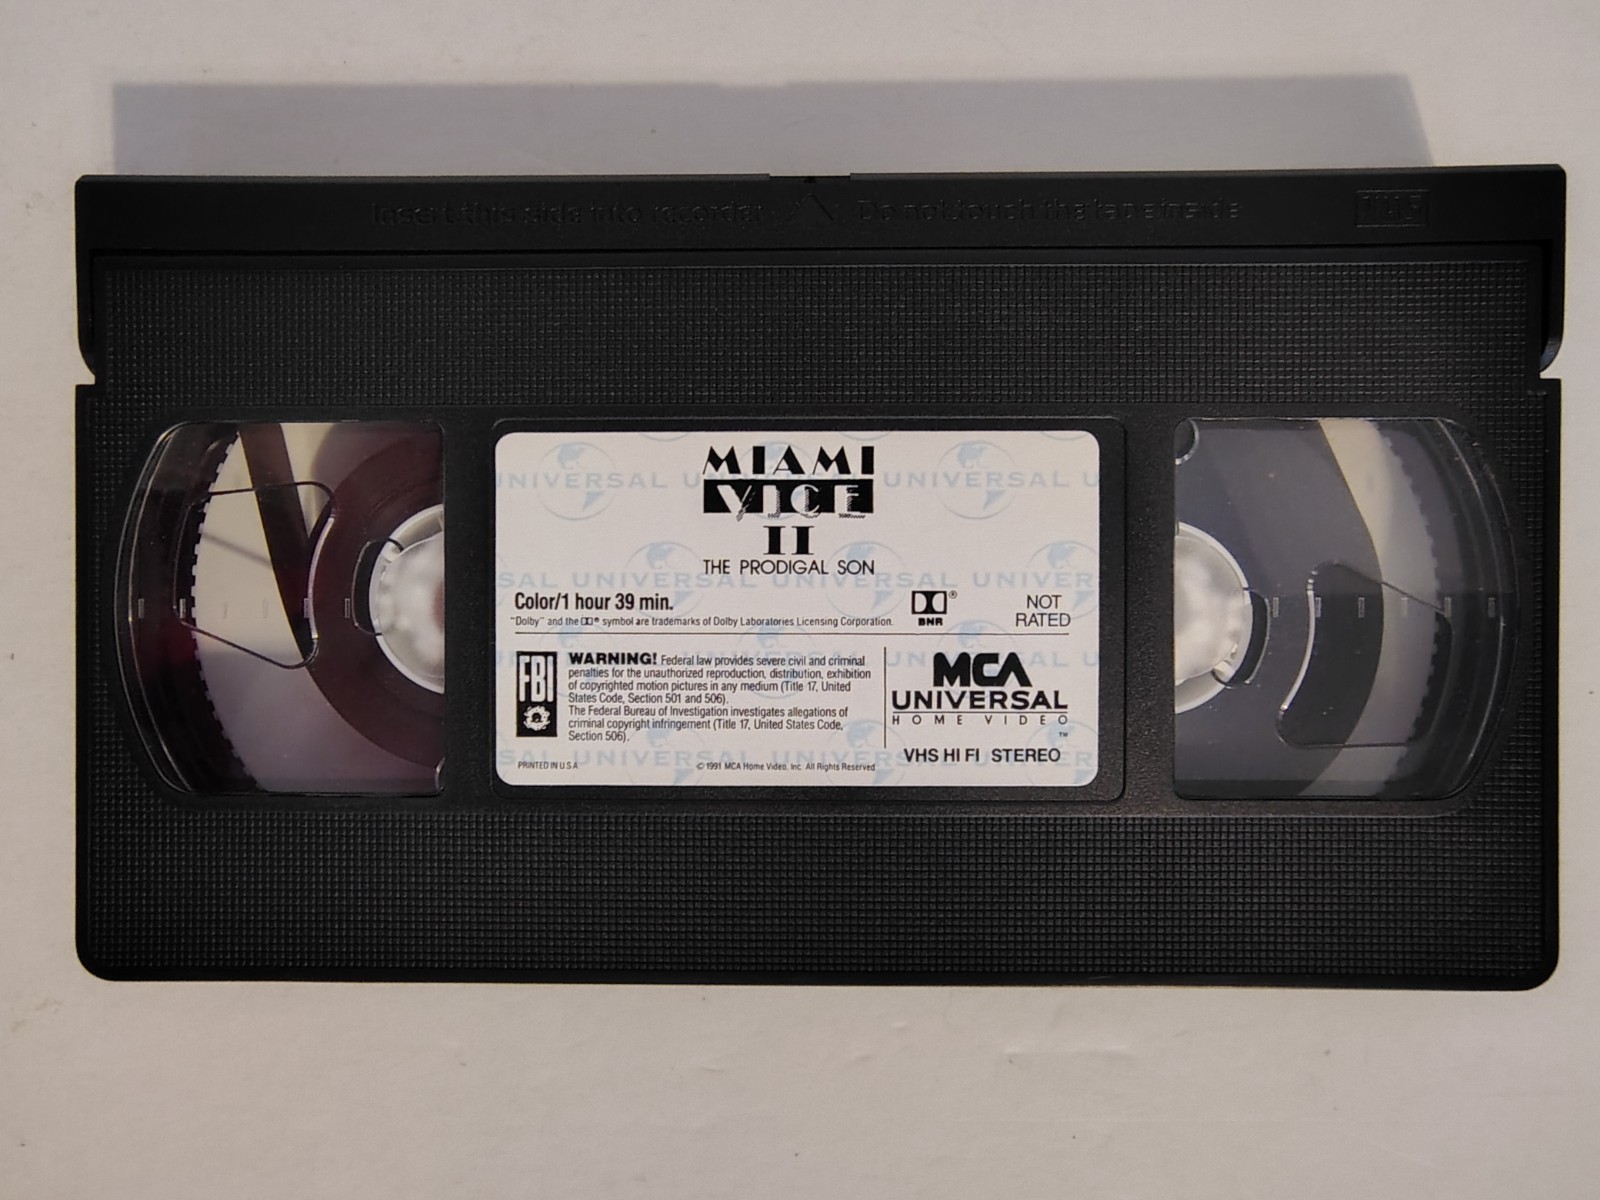 Insert this side into recorder Do not touch the tape inside VHS
MIAMI
VICE
II
THE PRODIGAL SON
Color/1 hour 39 min.
BNR
NOT
RATED
"Dolby" and the ® symbol are trademarks of Dolby Laboratories Licensing Corporation.
FBI
WARNING! Federal law provides severe civil and criminal
penalties for the unauthorized reproduction, distribution, exhibition
of copyrighted motion pictures in any medium (Title 17, United
States Code, Section 501 and 506).
The Federal Bureau of Investigation investigates allegations of
criminal copyright infringement (Title 17, United States Code,
Section 506).
MCA
UNIVERSAL
HOME VIDEO
™
VHS HI FI STEREO
PRINTED IN U.S.A
© 1991 MCA Home Video, Inc. All Rights Reserved